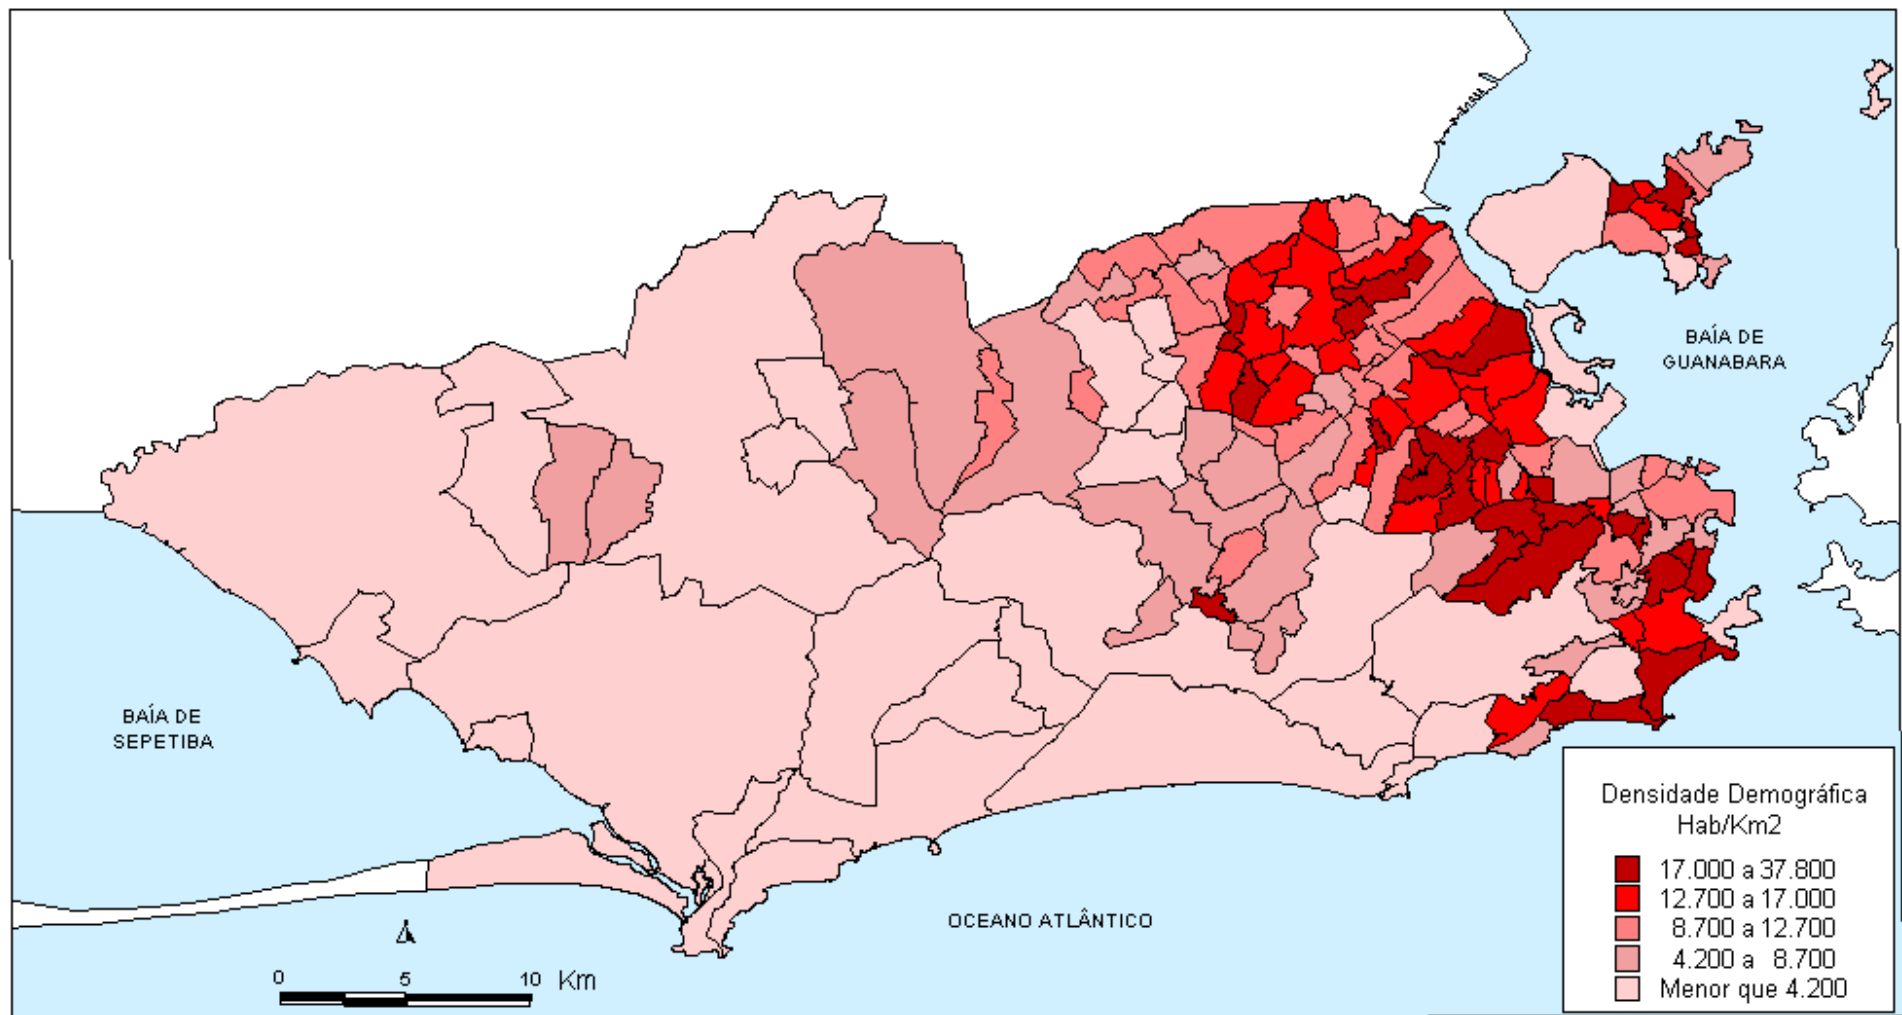 BAÍA DE
GUANABARA
BAÍA DE
SEPETIBA
OCEANO ATLÂNTICO
0 5 10 Km
Densidade Demográfica
Hab/Km2
17.000 a 37.800
12.700 a 17.000
8.700 a 12.700
4.200 a 8.700
Menor que 4.200